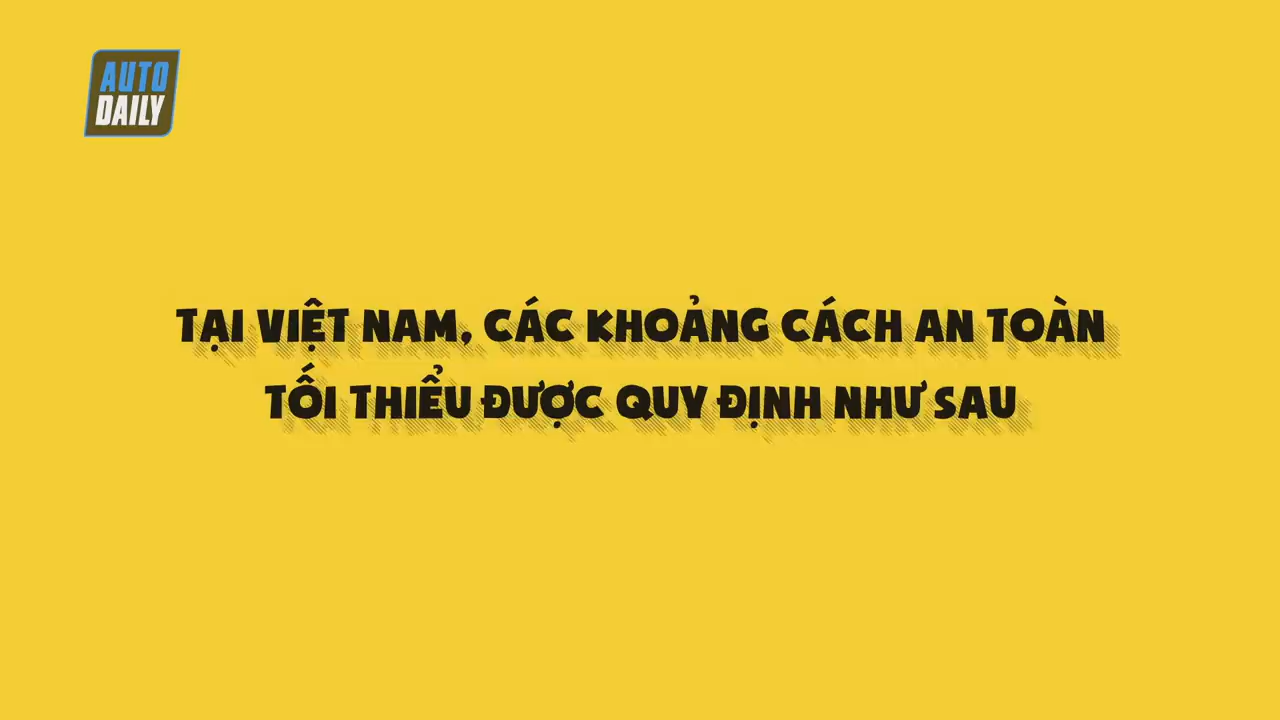 AUTO
DAILY
TẠI VIỆT NAM, CÁC KHOẢNG CÁCH AN TOÀN
TỐI THIỂU ĐƯỢC QUY ĐỊNH NHƯ SAU